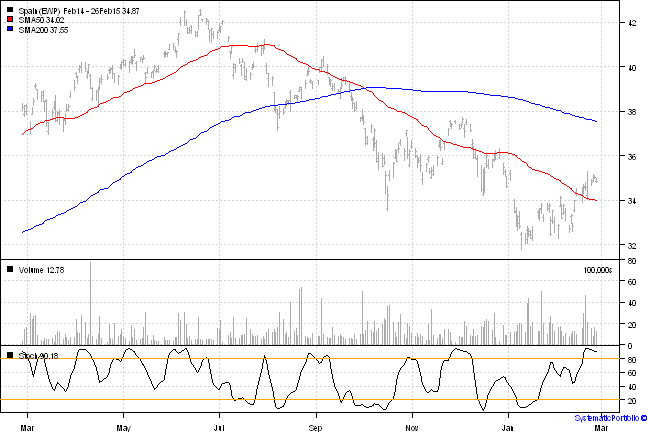 Spain (EWP) Feb14 - 26Feb15 34.87
SMA50 34.02
SMA200 37.55
42
40
38
36
34
32
Volume 12.78
100,000s
80
60
40
20
0
Stoch 90.18
80
60
40
20
Mar May Jul Sep Nov Jan Mar
SystematicPortfolio ©